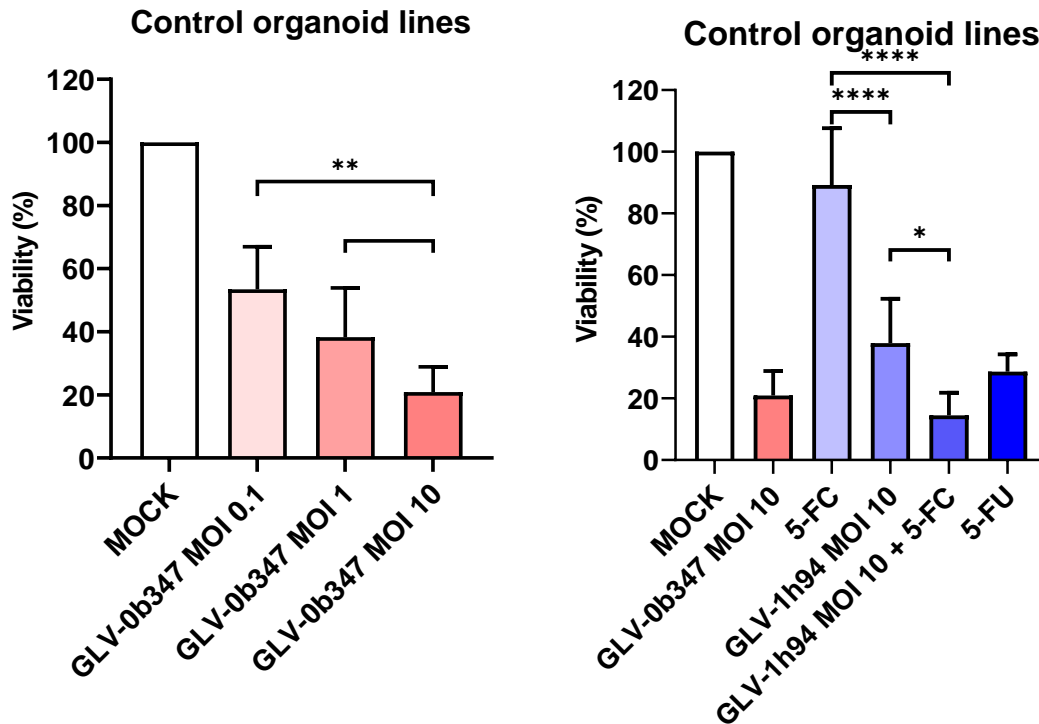 Control organoid lines
Viability (%)
120
100
80
60
40
20
0
**
MOCK
GLV-0b347 MOI 0.1
GLV-0b347 MOI 1
GLV-0b347 MOI 10
Control organoid lines
Viability (%)
120
100
80
60
40
20
0
****
****
*
MOCK
GLV-0b347 MOI 10
5-FC
GLV-1h94 MOI 10
GLV-1h94 MOI 10 + 5-FC
5-FU